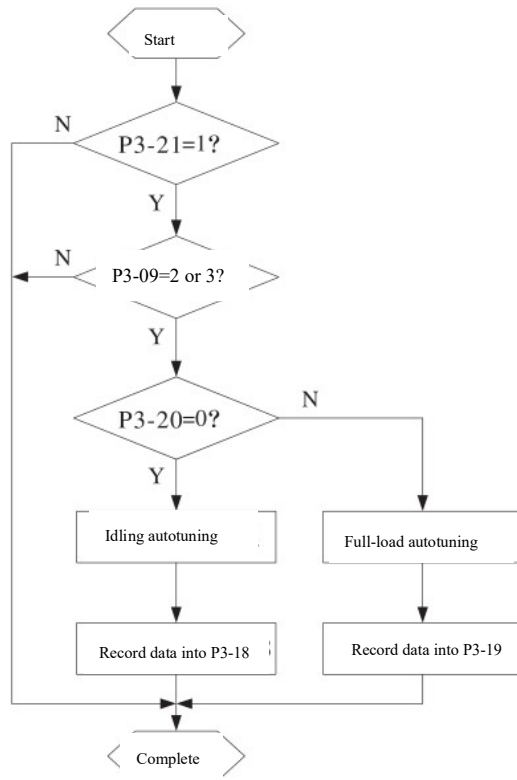 Start
N
P3-21=1?
Y
N
P3-09=2 or 3?
Y
P3-20=0?
N
Y
Idling autotuning
Full-load autotuning
Record data into P3-18
Record data into P3-19
Complete